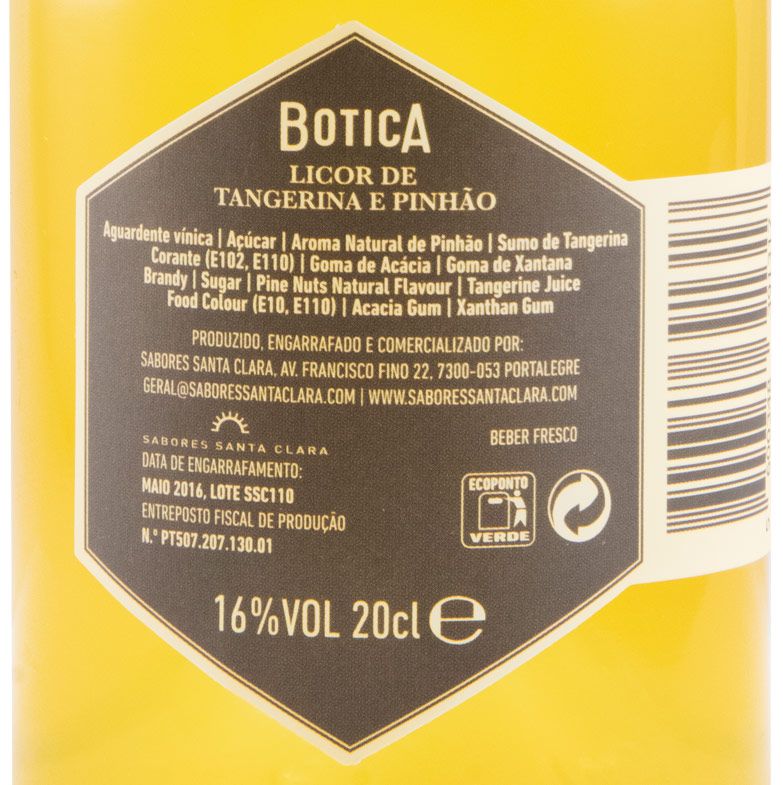 BOTICA
LICOR DE
TANGERINA E PINHÃO
Aguardente vínica | Açúcar | Aroma Natural de Pinhão | Sumo de Tangerina
Corante (E102, E110) | Goma de Acácia | Goma de Xantana
Brandy | Sugar | Pine Nuts Natural Flavour | Tangerine Juice
Food Colour (E10, E110) | Acacia Gum | Xanthan Gum
PRODUZIDO, ENGARRAFADO E COMERCIALIZADO POR:
SABORES SANTA CLARA, AV. FRANCISCO FINO 22, 7300-053 PORTALEGRE
GERAL@SABORESSANTACLARA.COM | WWW.SABORESSANTACLARA.COM
SABORES SANTA CLARA
BEBER FRESCO
DATA DE ENGARRAFAMENTO:
MAIO 2016, LOTE SSC110
ENTREPOSTO FISCAL DE PRODUÇÃO
N.º PT507.207.130.01
ECOPONTO
VERDE
16%VOL 20cl e